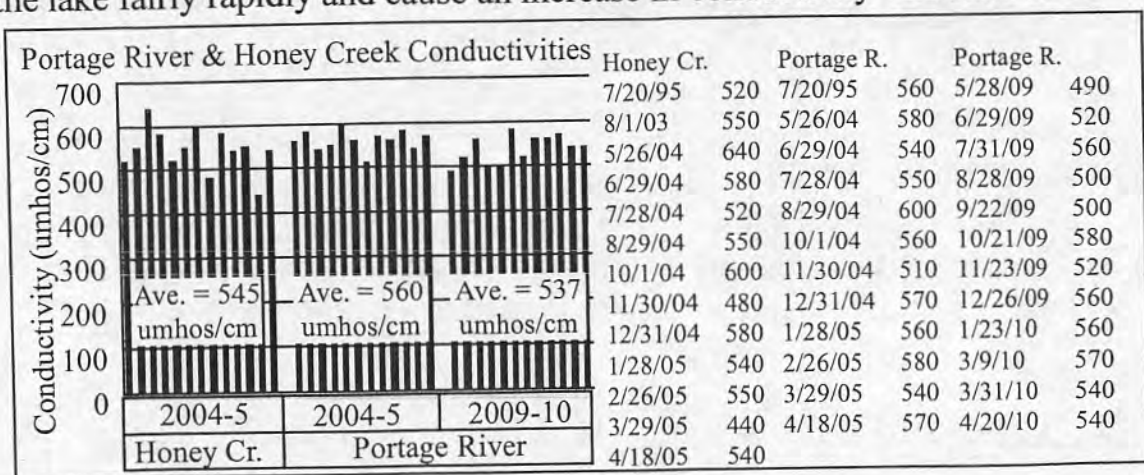 the lake fairly rapidly and cause an increase in
Portage River & Honey Creek Conductivities
Conductivity (umhos/cm)
700
600
500
400
300
200
100
0
Ave. = 545 umhos/cm
Ave. = 560 umhos/cm
Ave. = 537 umhos/cm
2004-5 2004-5 2009-10
Honey Cr. Portage River
Honey Cr. Portage R. Portage R.
7/20/95 520 7/20/95 560 5/28/09 490
8/1/03 550 5/26/04 580 6/29/09 520
5/26/04 640 6/29/04 540 7/31/09 560
6/29/04 580 7/28/04 550 8/28/09 500
7/28/04 520 8/29/04 600 9/22/09 500
8/29/04 550 10/1/04 560 10/21/09 580
10/1/04 600 11/30/04 510 11/23/09 520
11/30/04 480 12/31/04 570 12/26/09 560
12/31/04 580 1/28/05 560 1/23/10 560
1/28/05 540 2/26/05 580 3/9/10 570
2/26/05 550 3/29/05 540 3/31/10 540
3/29/05 440 4/18/05 570 4/20/10 540
4/18/05 540